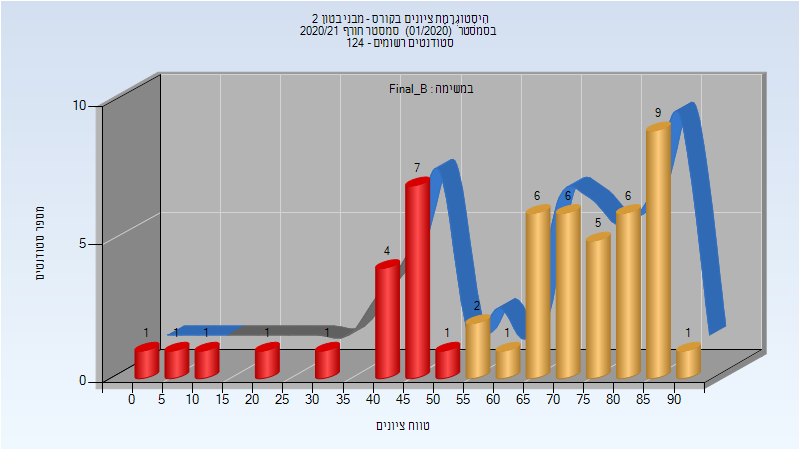 היסטוגרמת ציונים בקורס - מבני בטון 2
בסמסטר (01/2020) סמסטר חורף 2020/21
סטודנטים רשומים - 124
במשימה : Final_B
מספר סטודנטים
10
5
0
1
1
1
1
1
4
7
1
2
1
6
6
5
6
9
1
0 5 10 15 20 25 30 35 40 45 50 55 60 65 70 75 80 85 90
טווח ציונים